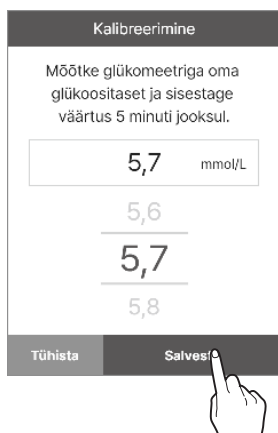 Kalibreerimine
Mõõtke glükomeetriga oma
glükoositaset ja sisestage
väärtus 5 minuti jooksul.
5,7 mmol/L
5,6
5,7
5,8
Tühista